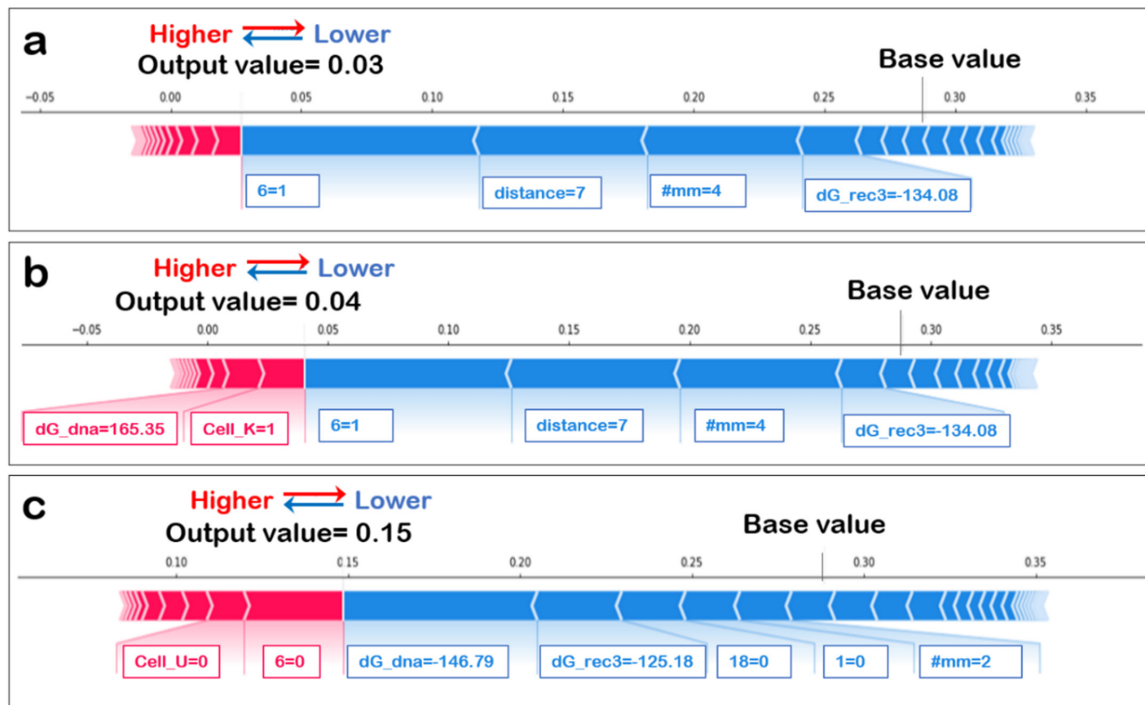 a
Higher Lower
Output value= 0.03
Base value
−0.05 0.00 0.05 0.10 0.15 0.20 0.25 0.30 0.35
6=1 distance=7 #mm=4 dG_rec3=-134.08
b
Higher Lower
Output value= 0.04
Base value
−0.05 0.00 0.05 0.10 0.15 0.20 0.25 0.30 0.35
dG_dna=165.35 Cell_K=1 6=1 distance=7 #mm=4 dG_rec3=-134.08
c
Higher Lower
Output value= 0.15
Base value
0.10 0.15 0.20 0.25 0.30 0.35
Cell_U=0 6=0 dG_dna=-146.79 dG_rec3=-125.18 18=0 1=0 #mm=2